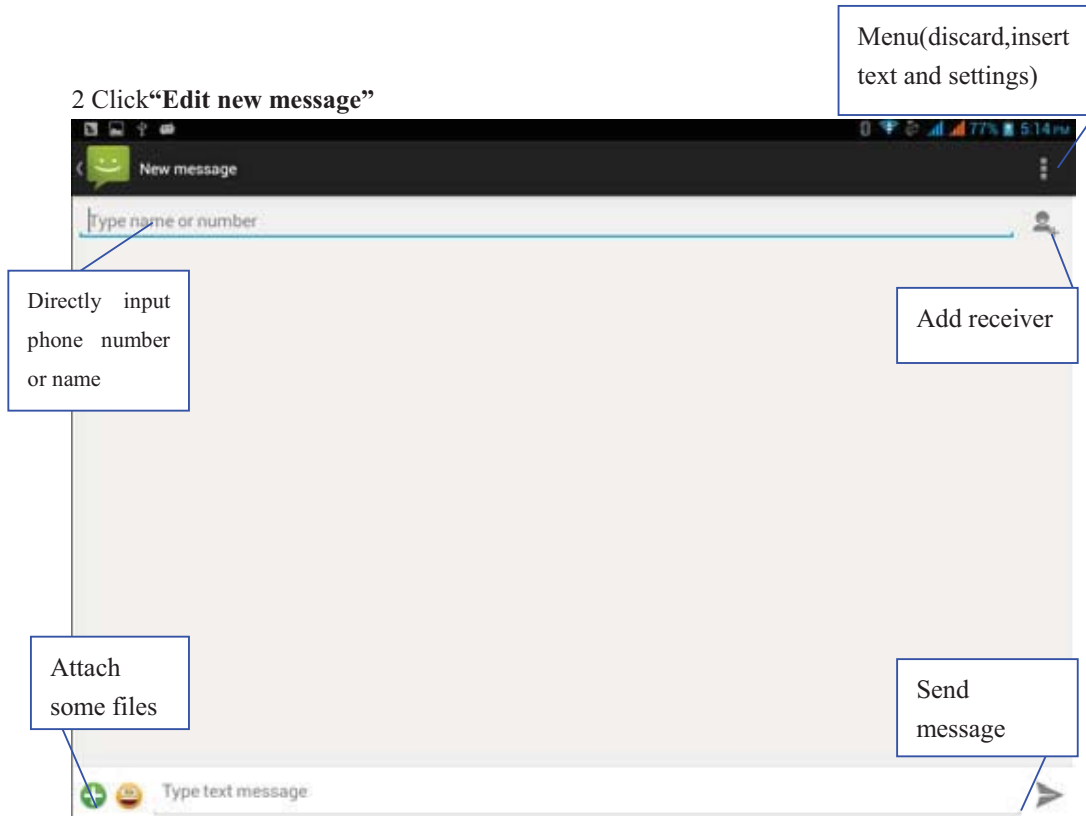 Menu(discard,insert
text and settings)
2 Click“Edit new message”
77% 5:14 PM
New message
Type name or number
Directly input
phone number
or name
Add receiver
Attach
some files
Send
message
Type text message